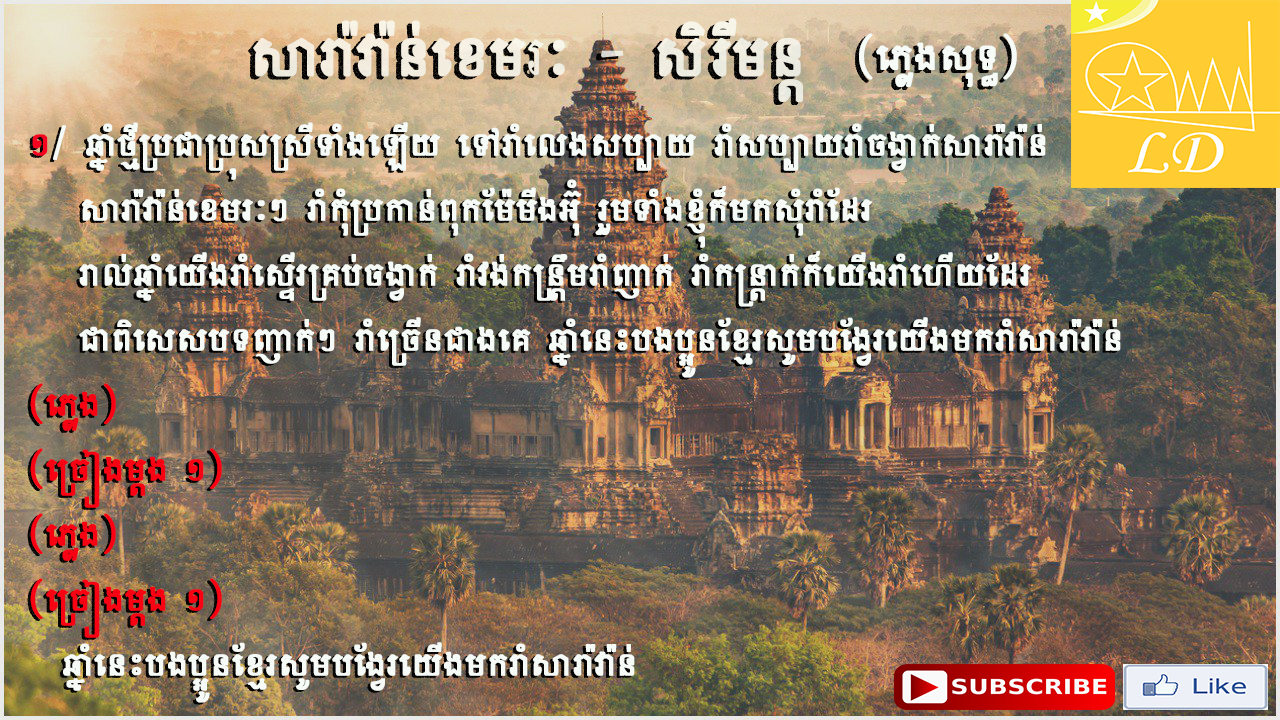 សារ៉ាវ៉ាន់ខេមរៈ - សិរីមន្ត (ភ្លេងសុទ្ធ)
LD
១/ ឆ្នាំថ្មីប្រជាប្រុសស្រីទាំងឡើយ ទៅរាំលេងសប្បាយ រាំសប្បាយរាំចង្វាក់សារ៉ាវ៉ាន់
សារ៉ាវ៉ាន់ខេមរៈៗ រាំកុំប្រកាន់ពុកម៉ែមីងអ៊ុំ រួមទាំងខ្ញុំក៏មកសុំរាំដែរ
រាល់ឆ្នាំយើងរាំស្ទើរគ្រប់ចង្វាក់ រាំវង់កន្ទ្រឹមរាំញាក់ រាំកន្ត្រាក់ក៏យើងរាំហើយដែរ
ជាពិសេសបទញាក់ៗ រាំច្រើនជាងគេ ឆ្នាំនេះបងប្អូនខ្មែរសូមបង្វែរយើងមករាំសារ៉ាវ៉ាន់
(ភ្លេង)
(ច្រៀងម្ដង ១)
(ភ្លេង)
(ច្រៀងម្ដង ១)
ឆ្នាំនេះបងប្អូនខ្មែរសូមបង្វែរយើងមករាំសារ៉ាវ៉ាន់
SUBSCRIBE
Like